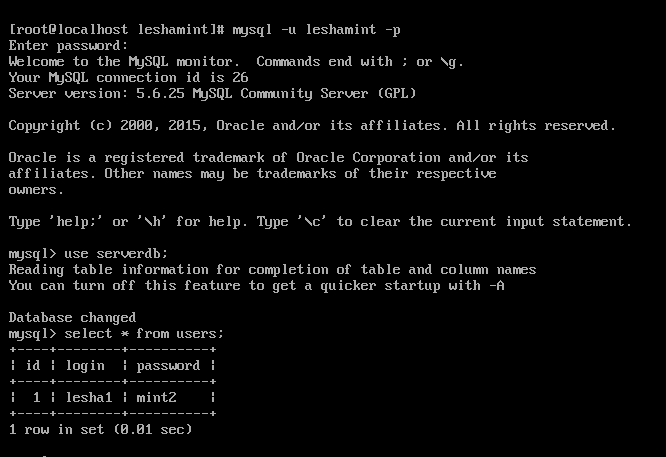 [root@localhost leshamint]# mysql -u leshamint -p
Enter password:
Welcome to the MySQL monitor.  Commands end with ; or \g.
Your MySQL connection id is 26
Server version: 5.6.25 MySQL Community Server (GPL)

Copyright (c) 2000, 2015, Oracle and/or its affiliates. All rights reserved.

Oracle is a registered trademark of Oracle Corporation and/or its
affiliates. Other names may be trademarks of their respective
owners.

Type 'help;' or '\h' for help. Type '\c' to clear the current input statement.

mysql> use serverdb;
Reading table information for completion of table and column names
You can turn off this feature to get a quicker startup with -A

Database changed
mysql> select * from users;
+----+--------+----------+
| id | login  | password |
+----+--------+----------+
|  1 | lesha1 | mint2    |
+----+--------+----------+
1 row in set (0.01 sec)